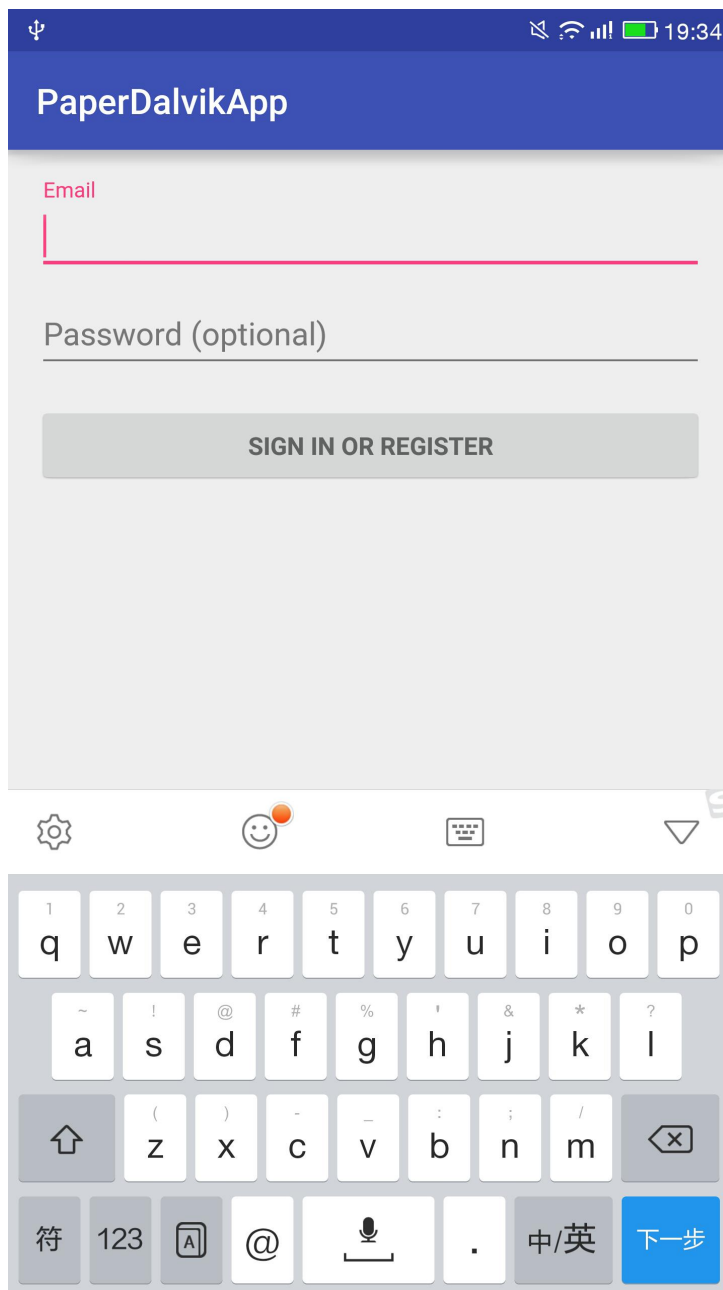 19:34
PaperDalvikApp
Email
Password (optional)
SIGN IN OR REGISTER
1 2 3 4 5 6 7 8 9 0
q w e r t y u i o p
~ ! @ # % ' & * ?
a s d f g h j k l
( ) - _ : ; /
z x c v b n m
符 123 A @ . 中/英 下一步